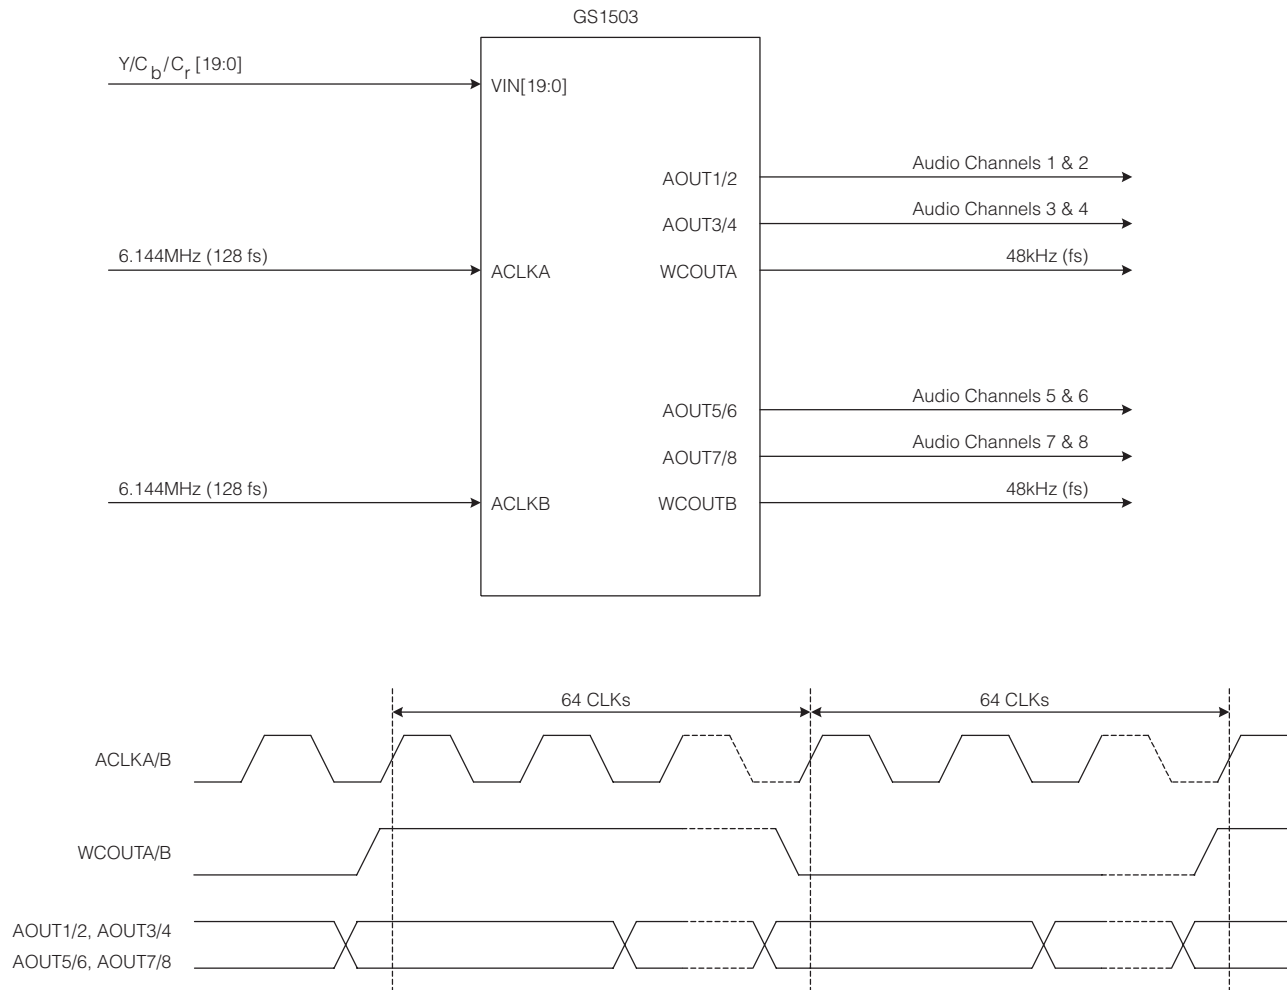 GS1503
Y/Cb/Cr [19:0]
VIN[19:0]
AOUT1/2
Audio Channels 1 & 2
AOUT3/4
Audio Channels 3 & 4
6.144MHz (128 fs)
ACLKA
WCOUTA
48kHz (fs)
AOUT5/6
Audio Channels 5 & 6
AOUT7/8
Audio Channels 7 & 8
6.144MHz (128 fs)
ACLKB
WCOUTB
48kHz (fs)
64 CLKs
64 CLKs
ACLKA/B
WCOUTA/B
AOUT1/2, AOUT3/4
AOUT5/6, AOUT7/8